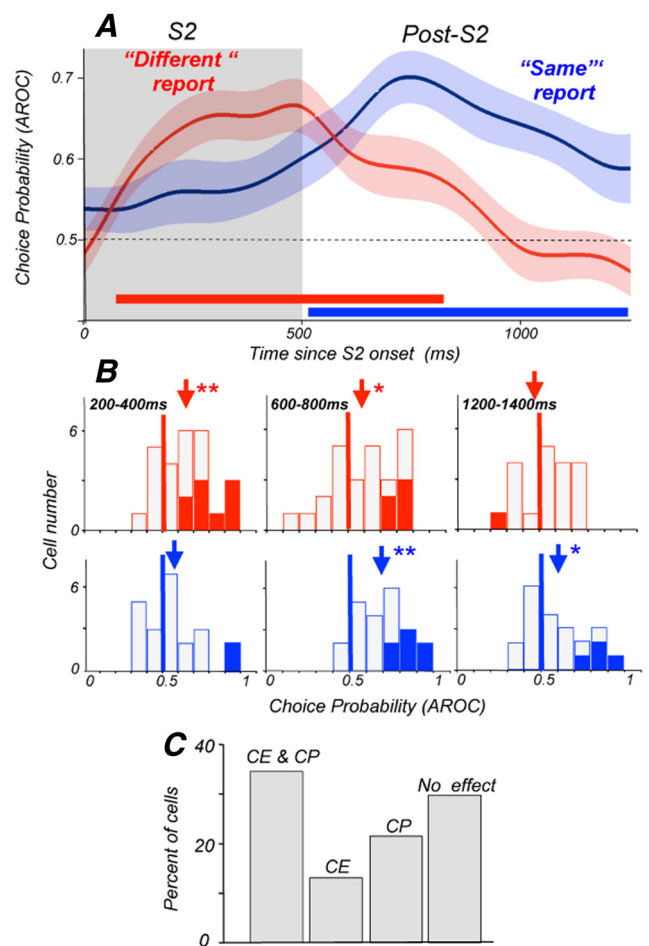 A
S2
Post-S2
“Different “
report
“Same”‘
report
Choice Probability (AROC)
0.7
0.6
0.5
0
500
1000
Time since S2 onset (ms)
B
200-400ms
**
600-800ms
*
1200-1400ms
Cell number
6
0
**
*
6
0
0
0.5
1
0
0.5
1
0
0.5
1
Choice Probability (AROC)
C
Percent of cells
40
20
0
CE & CP
CE
CP
No effect